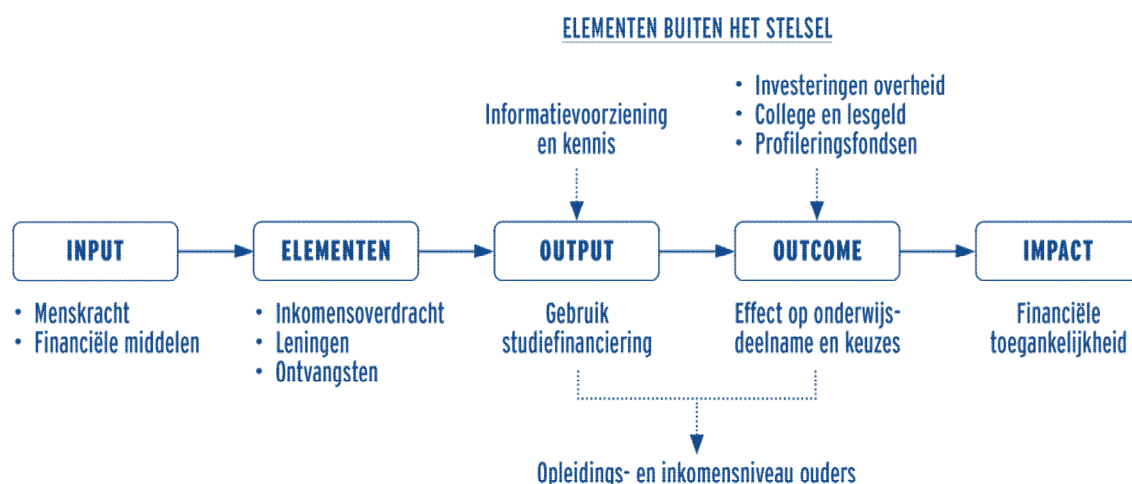 ELEMENTEN BUITEN HET STELSEL
Informatievoorziening
en kennis
• Investeringen overheid
• College en lesgeld
• Profileringsfondsen
INPUT
ELEMENTEN
OUTPUT
OUTCOME
IMPACT
• Menskracht
• Financiële middelen
• Inkomensoverdracht
• Leningen
• Ontvangsten
Gebruik
studiefinanciering
Effect op onderwijs-
deelname en keuzes
Financiële
toegankelijkheid
Opleidings- en inkomensniveau ouders